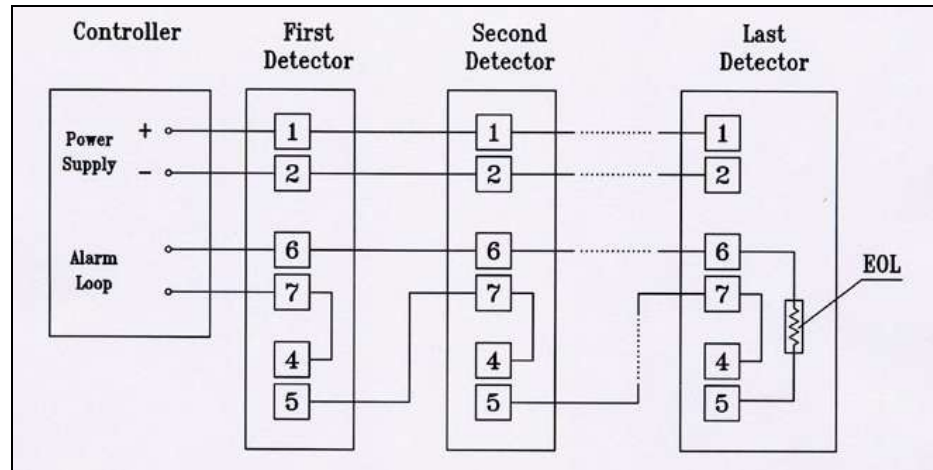 Controller
First
Detector
Second
Detector
Last
Detector
Power
Supply
+
−
Alarm
Loop
1
2
6
7
4
5
1
2
6
7
4
5
1
2
6
7
4
5
EOL